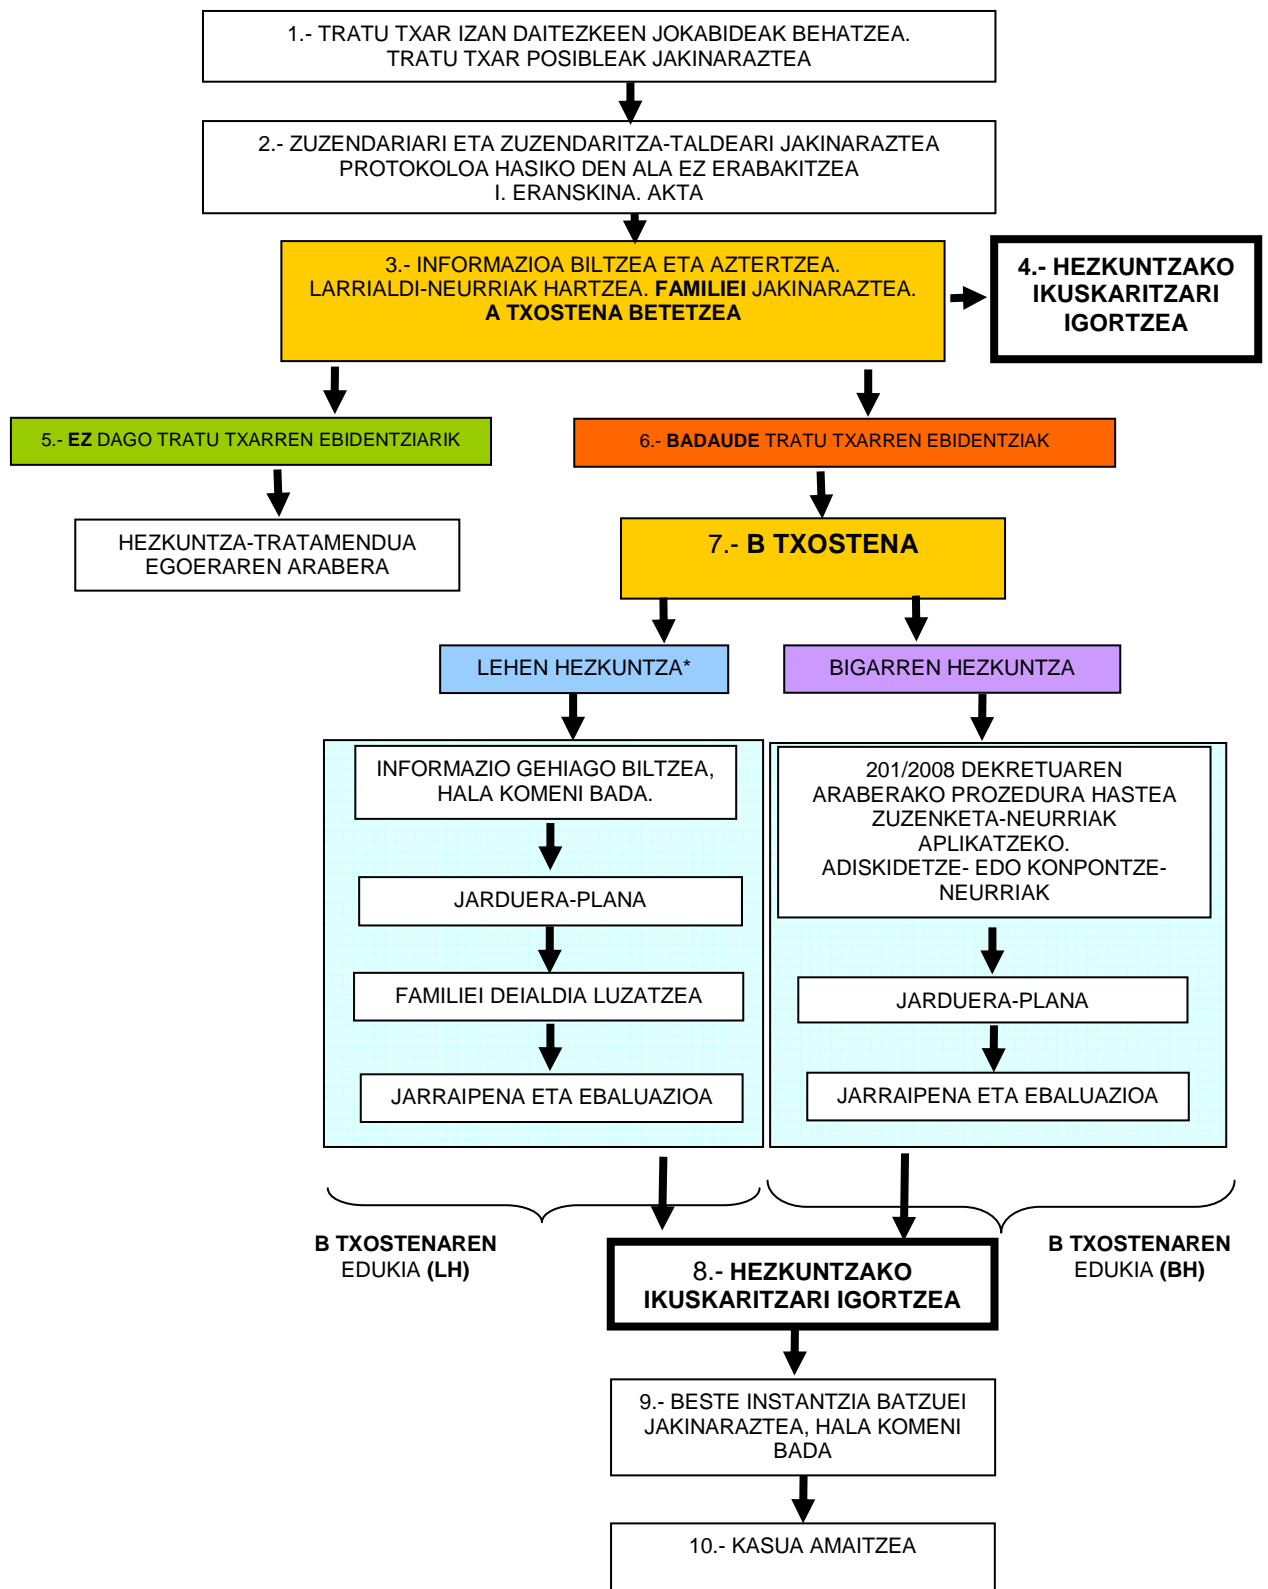 1.- TRATU TXAR IZAN DAITEZKEEN JOKABIDEAK BEHATZEA.
TRATU TXAR POSIBLEAK JAKINARAZTEA
2.- ZUZENDARIARI ETA ZUZENDARITZA-TALDEARI JAKINARAZTEA
PROTOKOLOA HASIKO DEN ALA EZ ERABAKITZEA
I. ERANSKINA. AKTA
3.- INFORMAZIOA BILTZEA ETA AZTERTZEA.
LARRIALDI-NEURRIAK HARTZEA. FAMILIEI JAKINARAZTEA.
A TXOSTENA BETETZEA
4.- HEZKUNTZAKO
IKUSKARITZARI
IGORTZEA
5.- EZ DAGO TRATU TXARREN EBIDENTZIARIK
6.- BADAUDE TRATU TXARREN EBIDENTZIAK
HEZKUNTZA-TRATAMENDUA
EGOERAREN ARABERA
7.- B TXOSTENA
LEHEN HEZKUNTZA*
BIGARREN HEZKUNTZA
INFORMAZIO GEHIAGO BILTZEA,
HALA KOMENI BADA.
JARDUERA-PLANA
FAMILIEI DEIALDIA LUZATZEA
JARRAIPENA ETA EBALUAZIOA
201/2008 DEKRETUAREN
ARABERAKO PROZEDURA HASTEA
ZUZENKETA-NEURRIAK
APLIKATZEKO.
ADISKIDETZE- EDO KONPONTZE-
NEURRIAK
JARDUERA-PLANA
JARRAIPENA ETA EBALUAZIOA
B TXOSTENAREN
EDUKIA (LH)
B TXOSTENAREN
EDUKIA (BH)
8.- HEZKUNTZAKO
IKUSKARITZARI IGORTZEA
9.- BESTE INSTANTZIA BATZUEI
JAKINARAZTEA, HALA KOMENI
BADA
10.- KASUA AMAITZEA